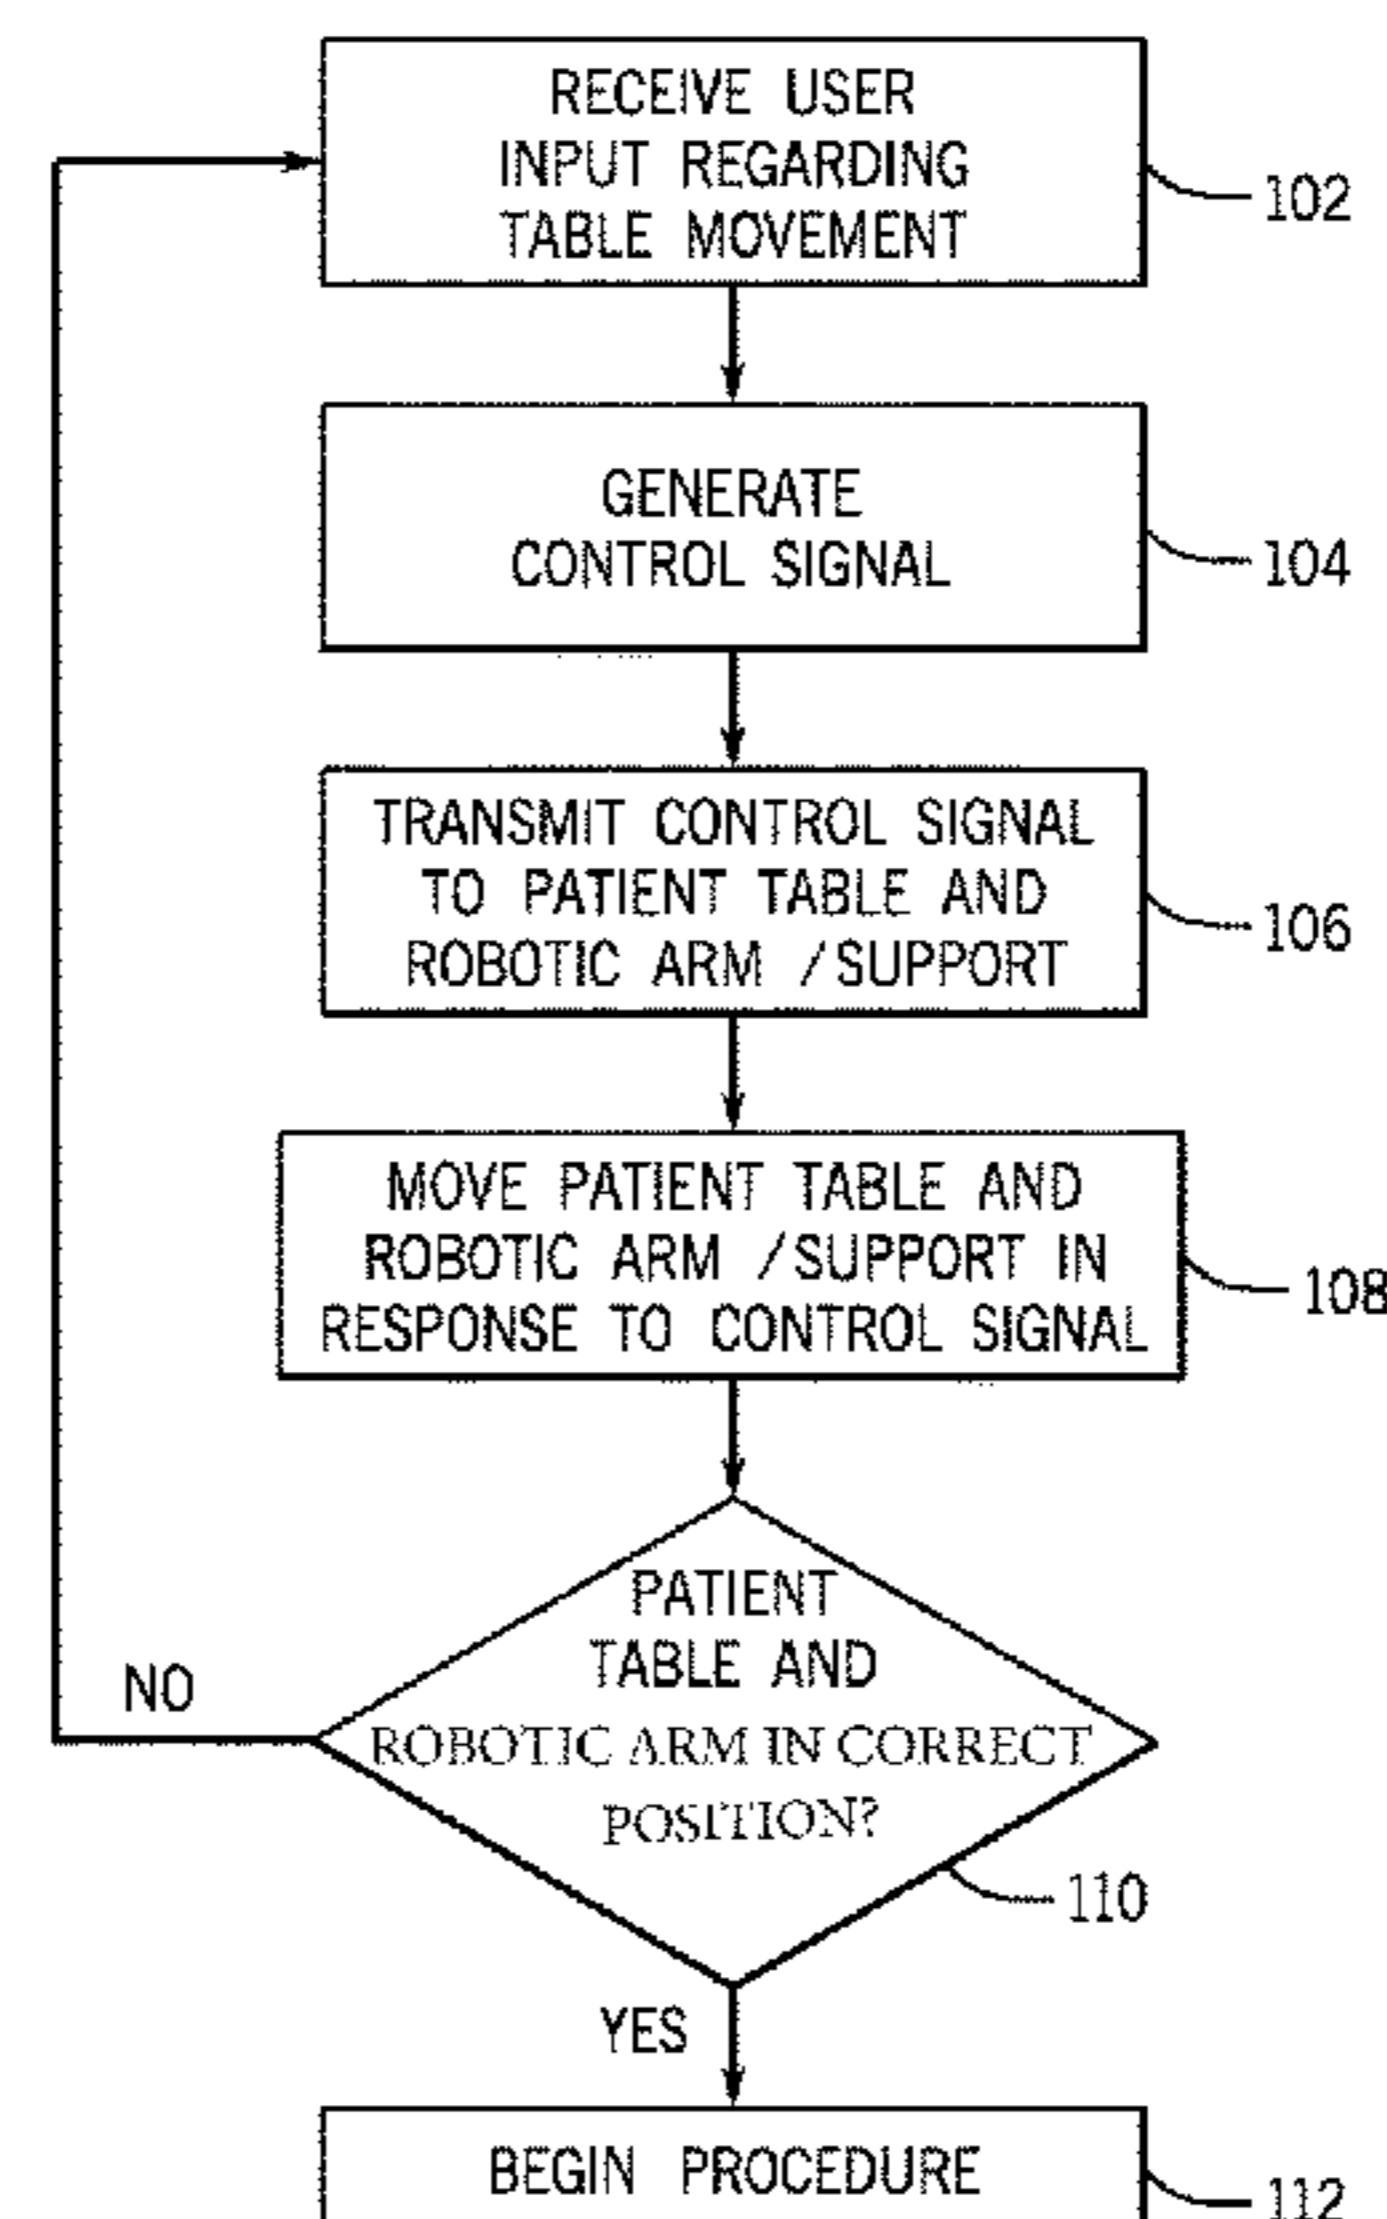 RECEIVE USER
INPUT REGARDING
TABLE MOVEMENT
102
GENERATE
CONTROL SIGNAL
104
TRANSMIT CONTROL SIGNAL
TO PATIENT TABLE AND
ROBOTIC ARM /SUPPORT
106
MOVE PATIENT TABLE AND
ROBOTIC ARM /SUPPORT IN
RESPONSE TO CONTROL SIGNAL
108
PATIENT
TABLE AND
ROBOTIC ARM IN CORRECT
POSITION?
110
NO
YES
BEGIN PROCEDURE
112